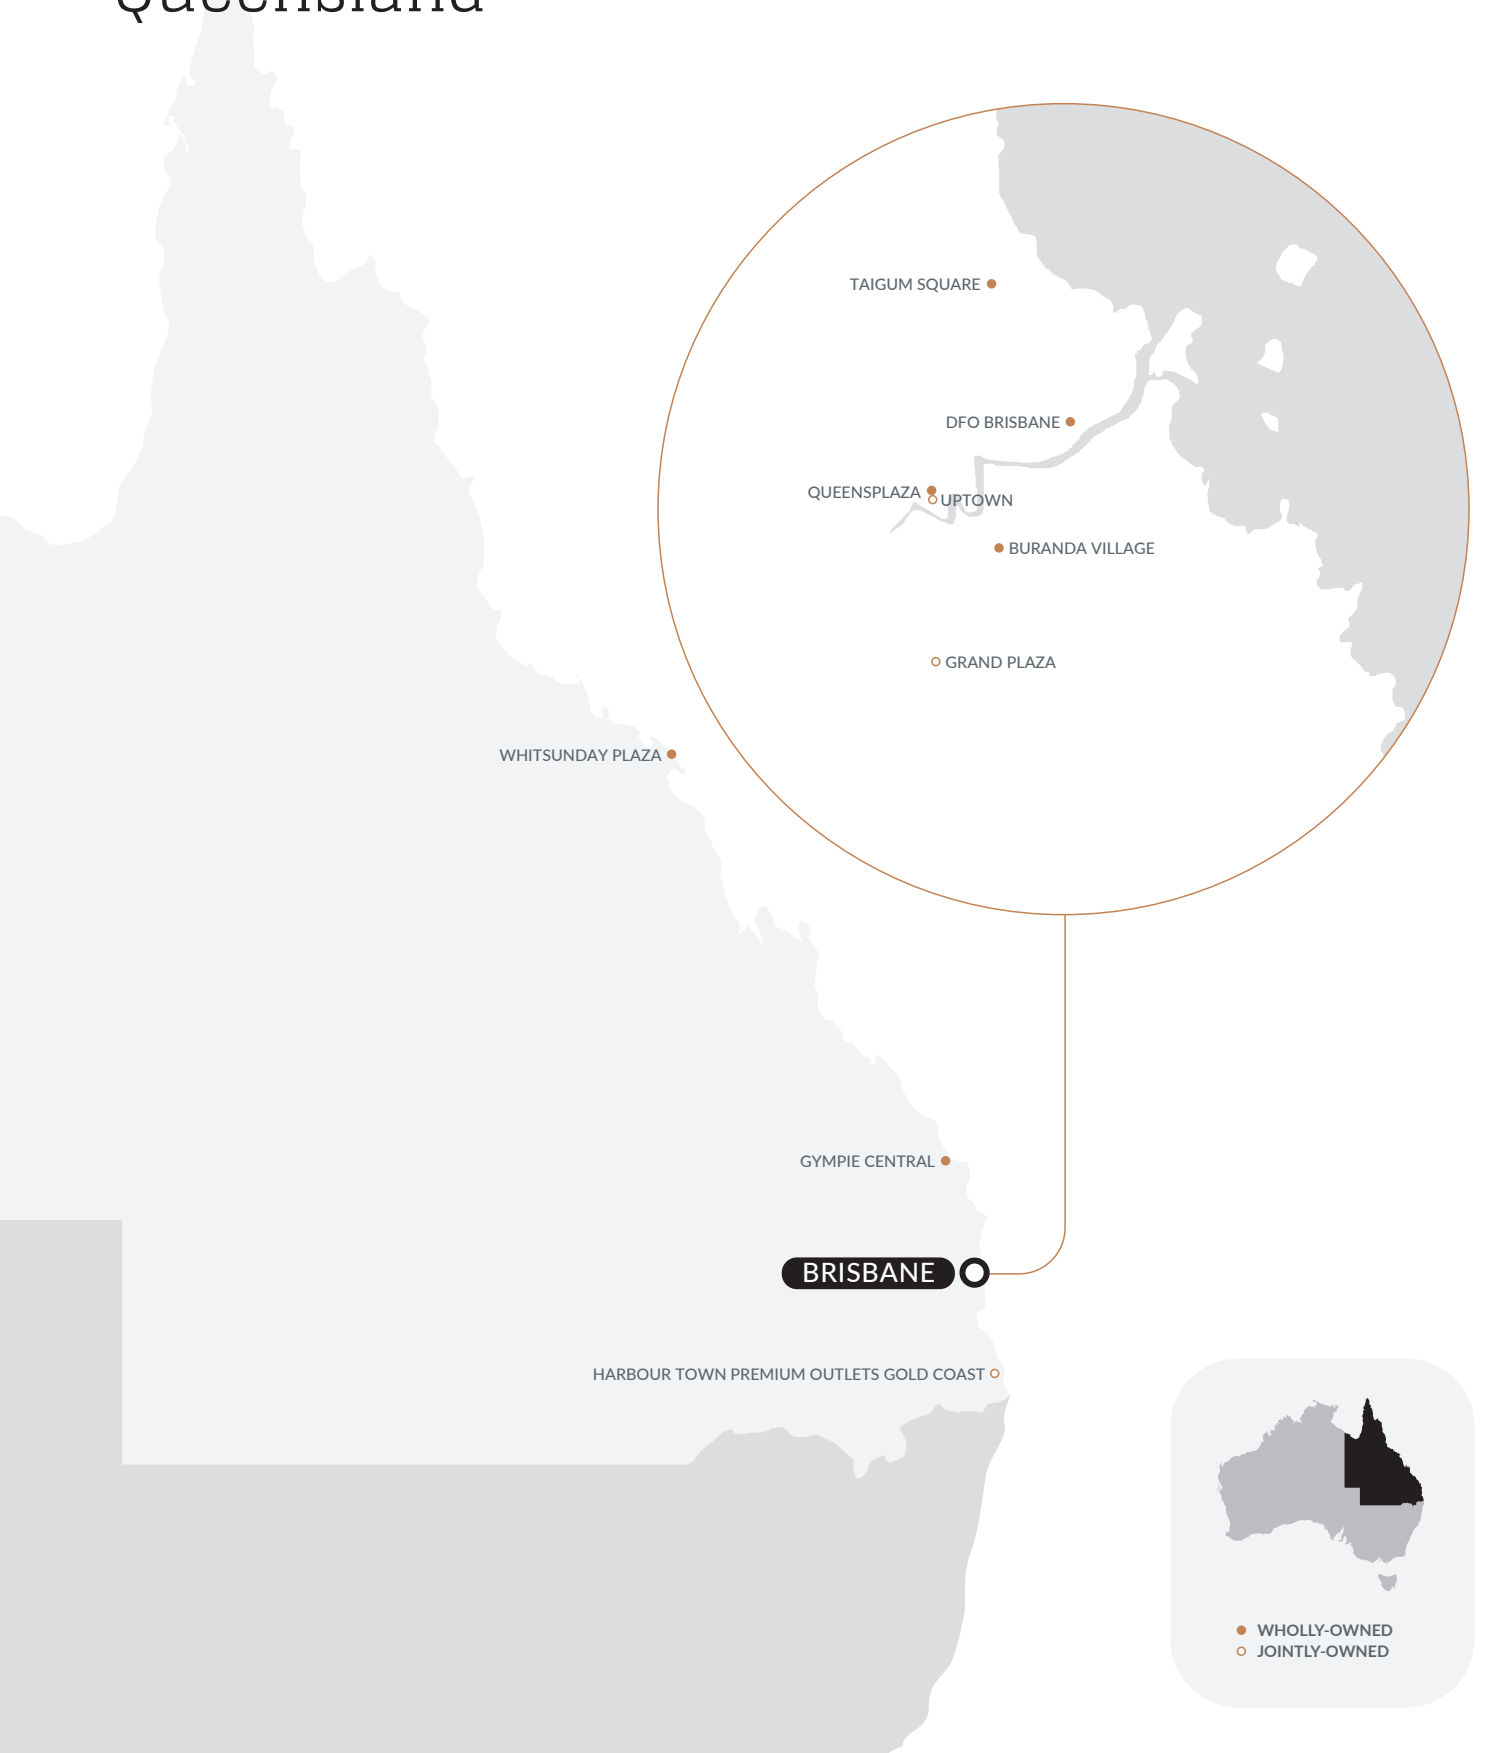 Queensland
TAIGUM SQUARE
DFO BRISBANE
QUEENSPLAZA
UPTOWN
BURANDA VILLAGE
GRAND PLAZA
WHITSUNDAY PLAZA
GYMPIE CENTRAL
BRISBANE
HARBOUR TOWN PREMIUM OUTLETS GOLD COAST
WHOLLY-OWNED
JOINTLY-OWNED